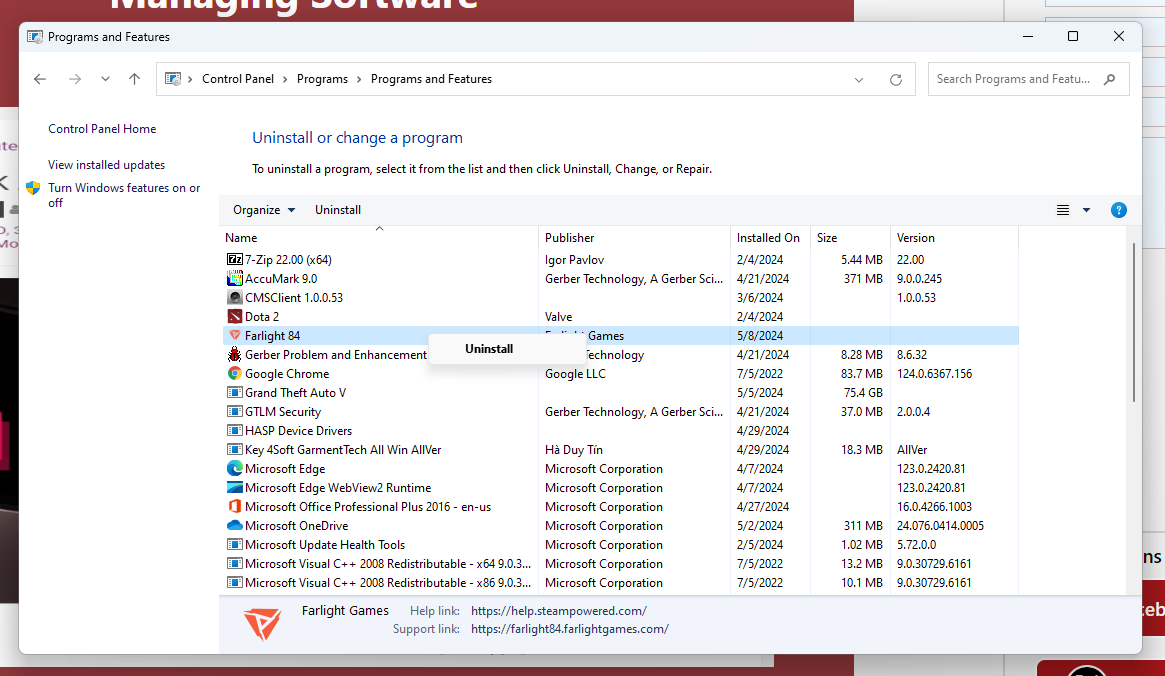 Managing Software
Programs and Features
Control Panel > Programs > Programs and Features
Search Programs and Featu...
Control Panel Home
View installed updates
Turn Windows features on or
off
Uninstall or change a program
To uninstall a program, select it from the list and then click Uninstall, Change, or Repair.
Organize Uninstall
Name Publisher Installed On Size Version
7-Zip 22.00 (x64) Igor Pavlov 2/4/2024 5.44 MB 22.00
AccuMark 9.0 Gerber Technology, A Gerber Sci... 4/21/2024 371 MB 9.0.0.245
CMSClient 1.0.0.53 3/6/2024 1.0.0.53
Dota 2 Valve 2/4/2024
Farlight 84 Farlight Games 5/8/2024
Uninstall
Gerber Problem and Enhancement Technology 4/21/2024 8.28 MB 8.6.32
Google Chrome Google LLC 7/5/2022 83.7 MB 124.0.6367.156
Grand Theft Auto V 5/5/2024 75.4 GB
GTLM Security Gerber Technology, A Gerber Sci... 4/21/2024 37.0 MB 2.0.0.4
HASP Device Drivers 4/29/2024
Key 4Soft GarmentTech All Win AllVer Hà Duy Tín 4/29/2024 18.3 MB AllVer
Microsoft Edge Microsoft Corporation 4/7/2024 123.0.2420.81
Microsoft Edge WebView2 Runtime Microsoft Corporation 4/7/2024 123.0.2420.81
Microsoft Office Professional Plus 2016 - en-us Microsoft Corporation 4/27/2024 16.0.4266.1003
Microsoft OneDrive Microsoft Corporation 5/2/2024 311 MB 24.076.0414.0005
Microsoft Update Health Tools Microsoft Corporation 2/5/2024 1.02 MB 5.72.0.0
Microsoft Visual C++ 2008 Redistributable - x64 9.0.3... Microsoft Corporation 7/5/2022 13.2 MB 9.0.30729.6161
Microsoft Visual C++ 2008 Redistributable - x86 9.0.3... Microsoft Corporation 7/5/2022 10.1 MB 9.0.30729.6161
Farlight Games Help link: https://help.steampowered.com/
Support link: https://farlight84.farlightgames.com/